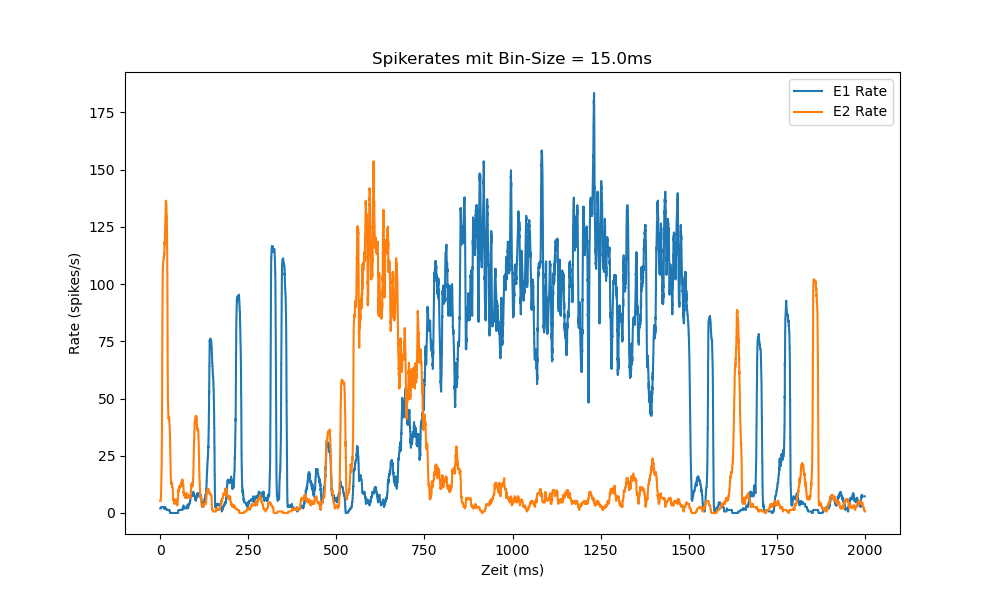 Spikerates mit Bin-Size = 15.0ms
E1 Rate
E2 Rate
Rate (spikes/s)
175
150
125
100
75
50
25
0
0 250 500 750 1000 1250 1500 1750 2000
Zeit (ms)